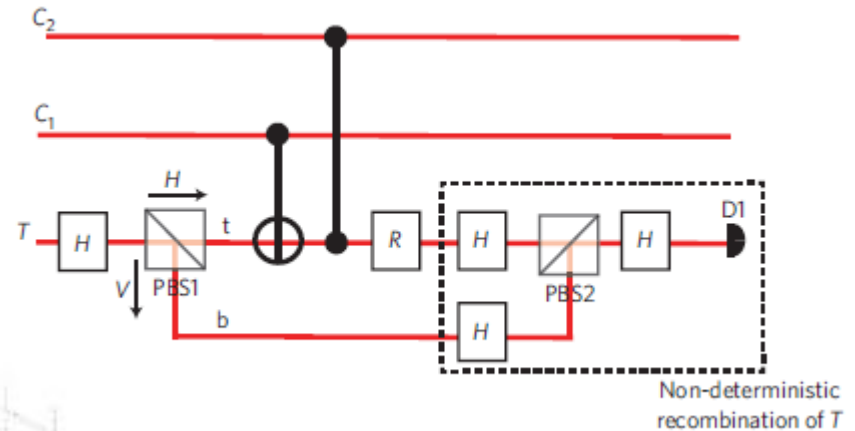 C2
C1
H
T
H
t
R
H
H
D1
V
PBS1
PBS2
b
H
Non-deterministic
recombination of T